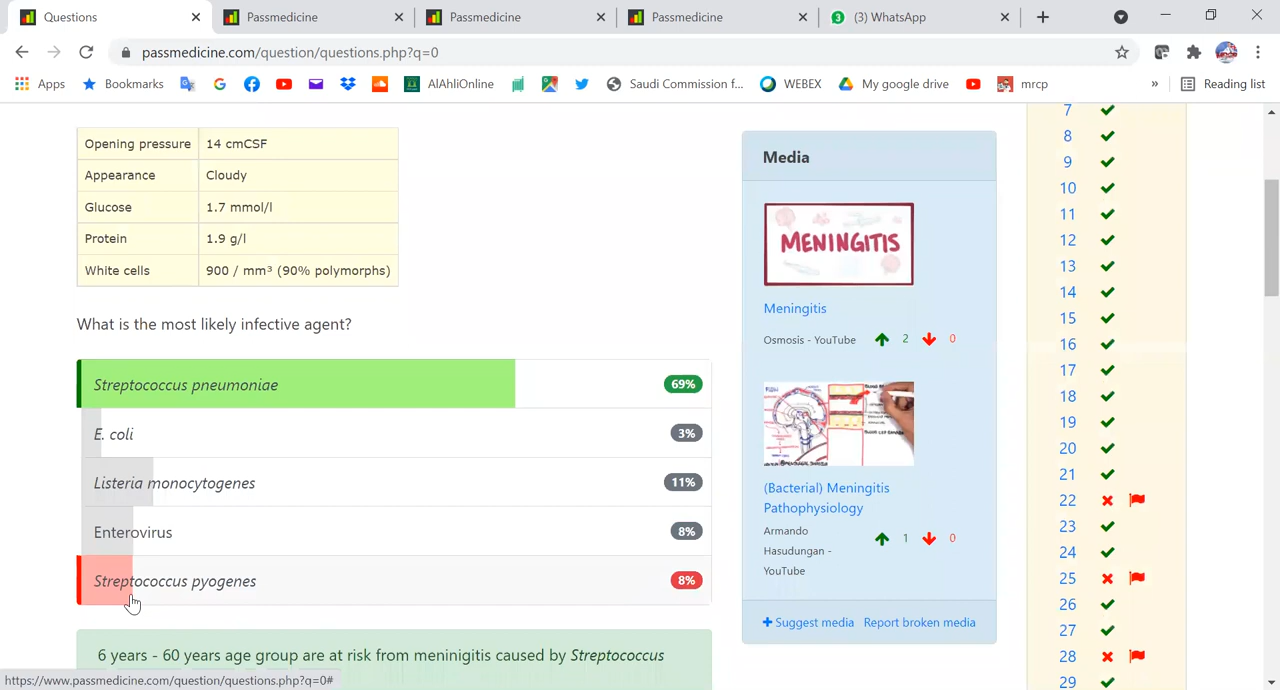 Questions
Passmedicine
Passmedicine
Passmedicine
3
(3) WhatsApp
passmedicine.com/question/questions.php?q=0
Apps
Bookmarks
AlAhliOnline
Saudi Commission f...
WEBEX
My google drive
mrcp
»
Reading list
Opening pressure 14 cmCSF
Appearance Cloudy
Glucose 1.7 mmol/l
Protein 1.9 g/l
White cells 900 / mm³ (90% polymorphs)
What is the most likely infective agent?
Streptococcus pneumoniae 69%
E. coli 3%
Listeria monocytogenes 11%
Enterovirus 8%
Streptococcus pyogenes 8%
6 years - 60 years age group are at risk from meninigitis caused by Streptococcus
https://www.passmedicine.com/question/questions.php?q=0#
Media
MENINGITIS
Meningitis
Osmosis - YouTube 2 0
(Bacterial) Meningitis
Pathophysiology
Armando
Hasudungan -
YouTube
1 0
Suggest media Report broken media
7
8
9
10
11
12
13
14
15
16
17
18
19
20
21
22
23
24
25
26
27
28
29